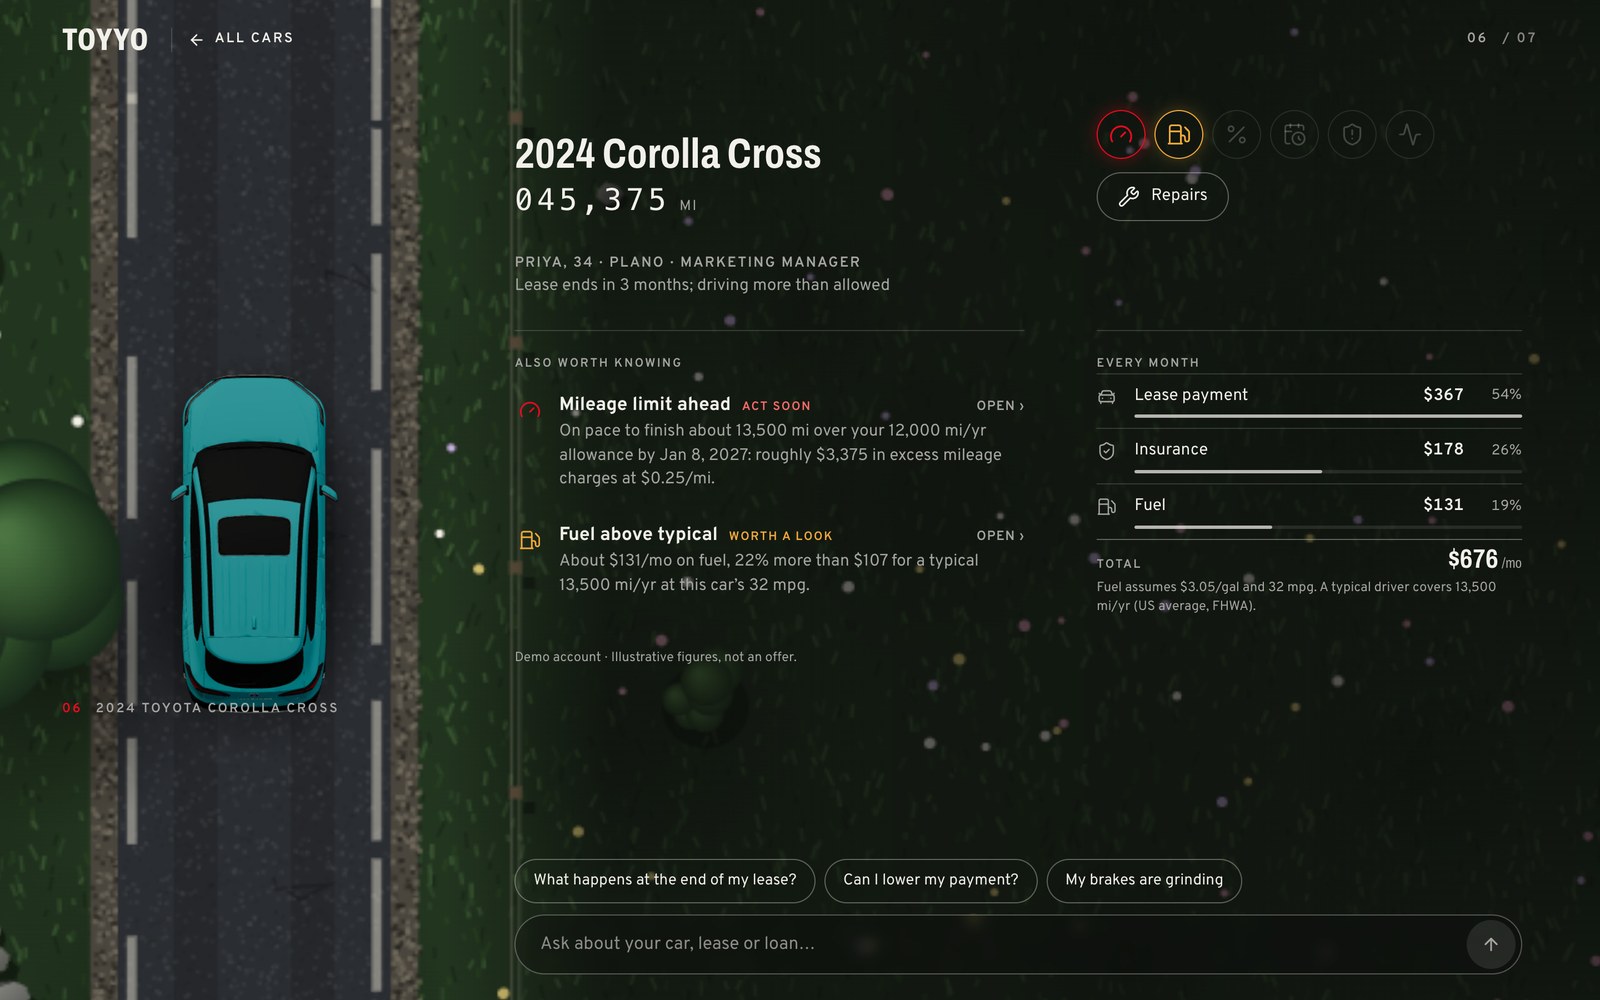 TOYYO
← ALL CARS
06 / 07
2024 Corolla Cross
045,375 MI
Repairs
PRIYA, 34 · PLANO · MARKETING MANAGER
Lease ends in 3 months; driving more than allowed
ALSO WORTH KNOWING
Mileage limit ahead ACT SOON OPEN ›
On pace to finish about 13,500 mi over your 12,000 mi/yr
allowance by Jan 8, 2027: roughly $3,375 in excess mileage
charges at $0.25/mi.
Fuel above typical WORTH A LOOK OPEN ›
About $131/mo on fuel, 22% more than $107 for a typical
13,500 mi/yr at this car’s 32 mpg.
Demo account · Illustrative figures, not an offer.
EVERY MONTH
Lease payment $367 54%
Insurance $178 26%
Fuel $131 19%
TOTAL $676 /mo
Fuel assumes $3.05/gal and 32 mpg. A typical driver covers 13,500
mi/yr (US average, FHWA).
06 2024 TOYOTA COROLLA CROSS
What happens at the end of my lease?
Can I lower my payment?
My brakes are grinding
Ask about your car, lease or loan…